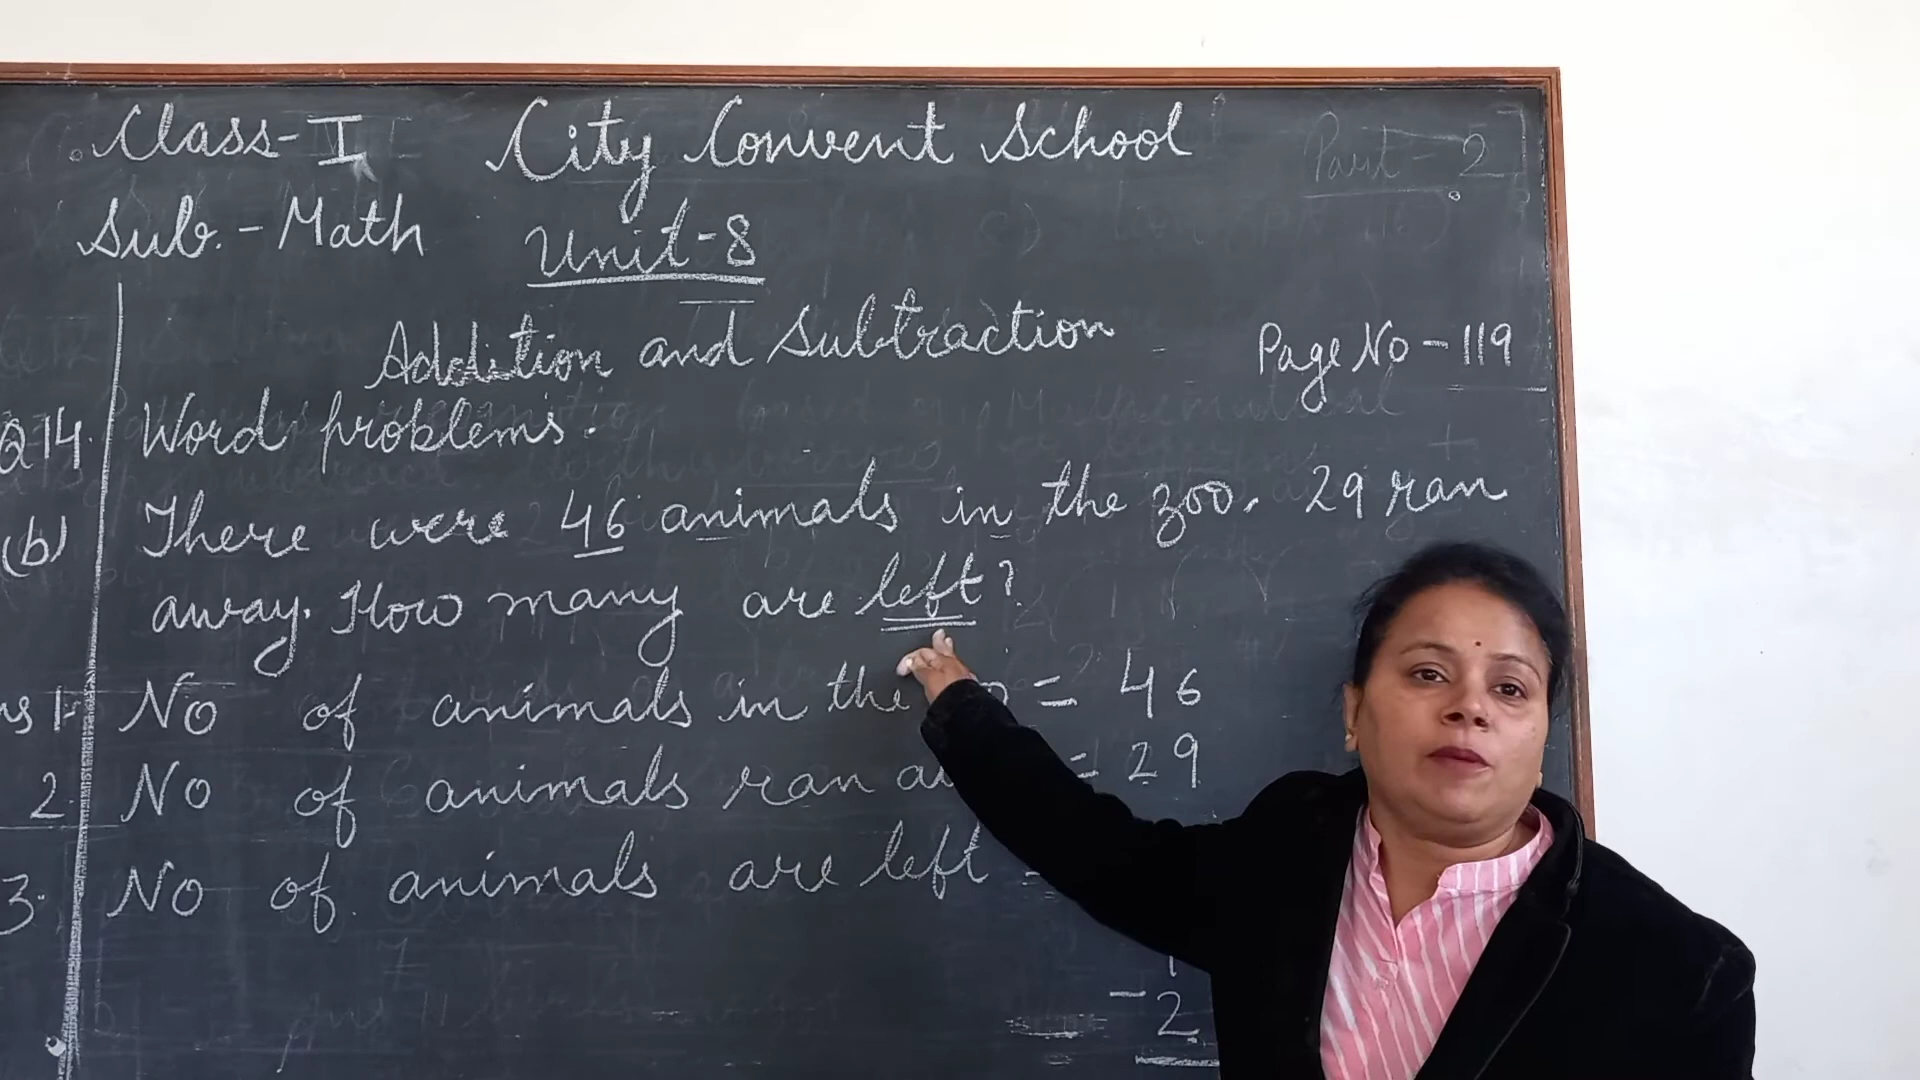 Class-I City Convent School Part-2
Sub.-Math Unit-8
Addition and Subtraction Page No-119
Q14. Word problems.
(b) There were 46 animals in the zoo. 29 ran
away. How many are left?
1. No of animals in the = 46
2. No of animals ran = 29
3. No of animals are left =
- 2